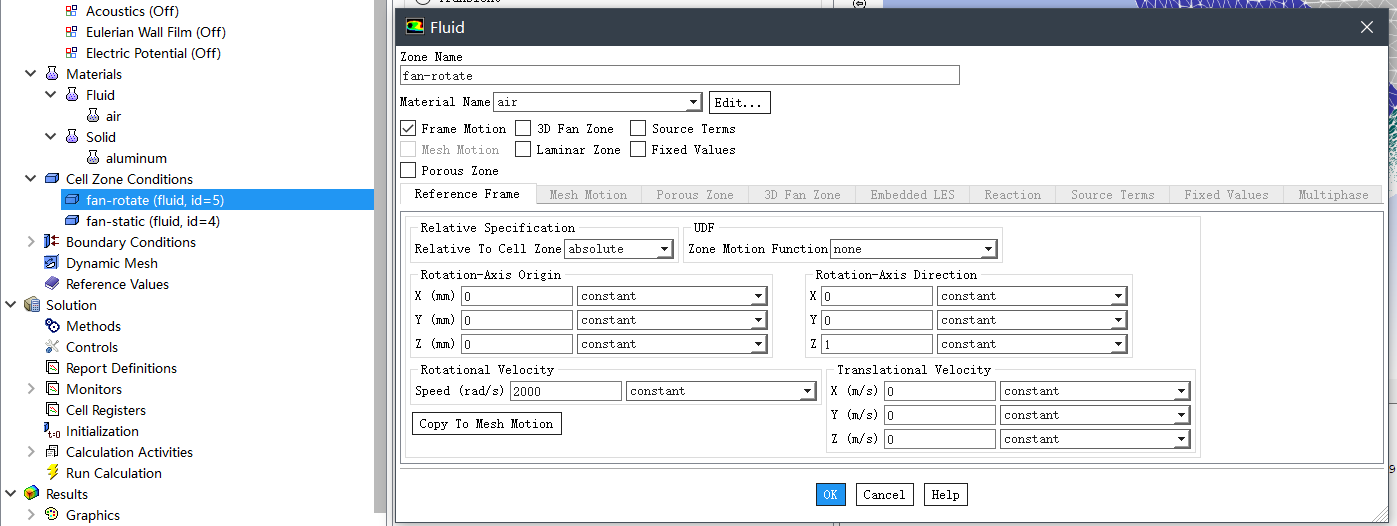 Acoustics (Off)
Eulerian Wall Film (Off)
Electric Potential (Off)
Materials
Fluid
air
Solid
aluminum
Cell Zone Conditions
fan-rotate (fluid, id=5)
fan-static (fluid, id=4)
Boundary Conditions
Dynamic Mesh
Reference Values
Solution
Methods
Controls
Report Definitions
Monitors
Cell Registers
t=0 Initialization
Calculation Activities
Run Calculation
Results
Graphics
Fluid
Zone Name
fan-rotate
Material Name air Edit...
Frame Motion 3D Fan Zone Source Terms
Mesh Motion Laminar Zone Fixed Values
Porous Zone
Reference Frame Mesh Motion Porous Zone 3D Fan Zone Embedded LES Reaction Source Terms Fixed Values Multiphase
Relative Specification UDF
Relative To Cell Zone absolute Zone Motion Function none
Rotation-Axis Origin Rotation-Axis Direction
X (mm) 0 constant X 0 constant
Y (mm) 0 constant Y 0 constant
Z (mm) 0 constant Z 1 constant
Rotational Velocity Translational Velocity
Speed (rad/s) 2000 constant X (m/s) 0 constant
Copy To Mesh Motion Y (m/s) 0 constant
Z (m/s) 0 constant
OK Cancel Help